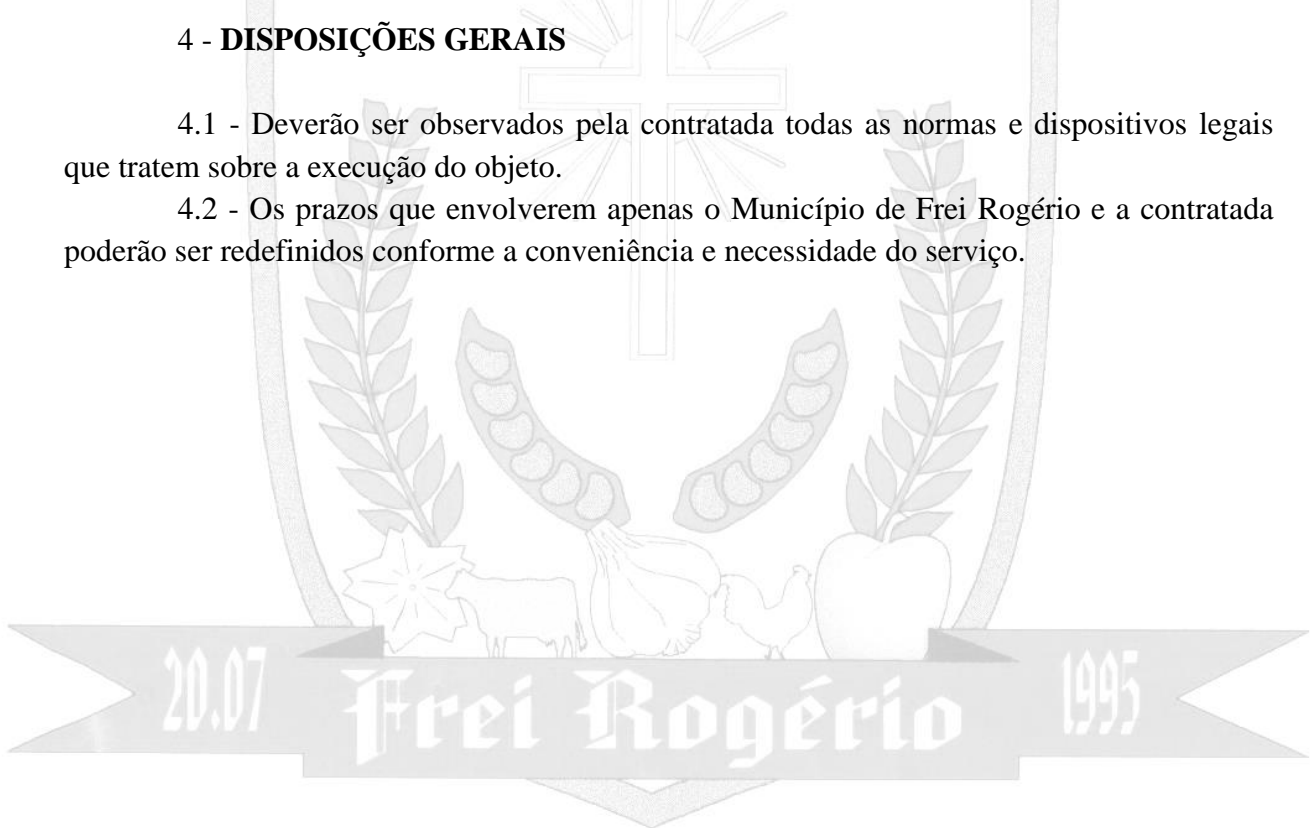 4 - DISPOSIÇÕES GERAIS
4.1 - Deverão ser observados pela contratada todas as normas e dispositivos legais
que tratem sobre a execução do objeto.
4.2 - Os prazos que envolverem apenas o Município de Frei Rogério e a contratada
poderão ser redefinidos conforme a conveniência e necessidade do serviço.
20.07 Frei Rogério 1995